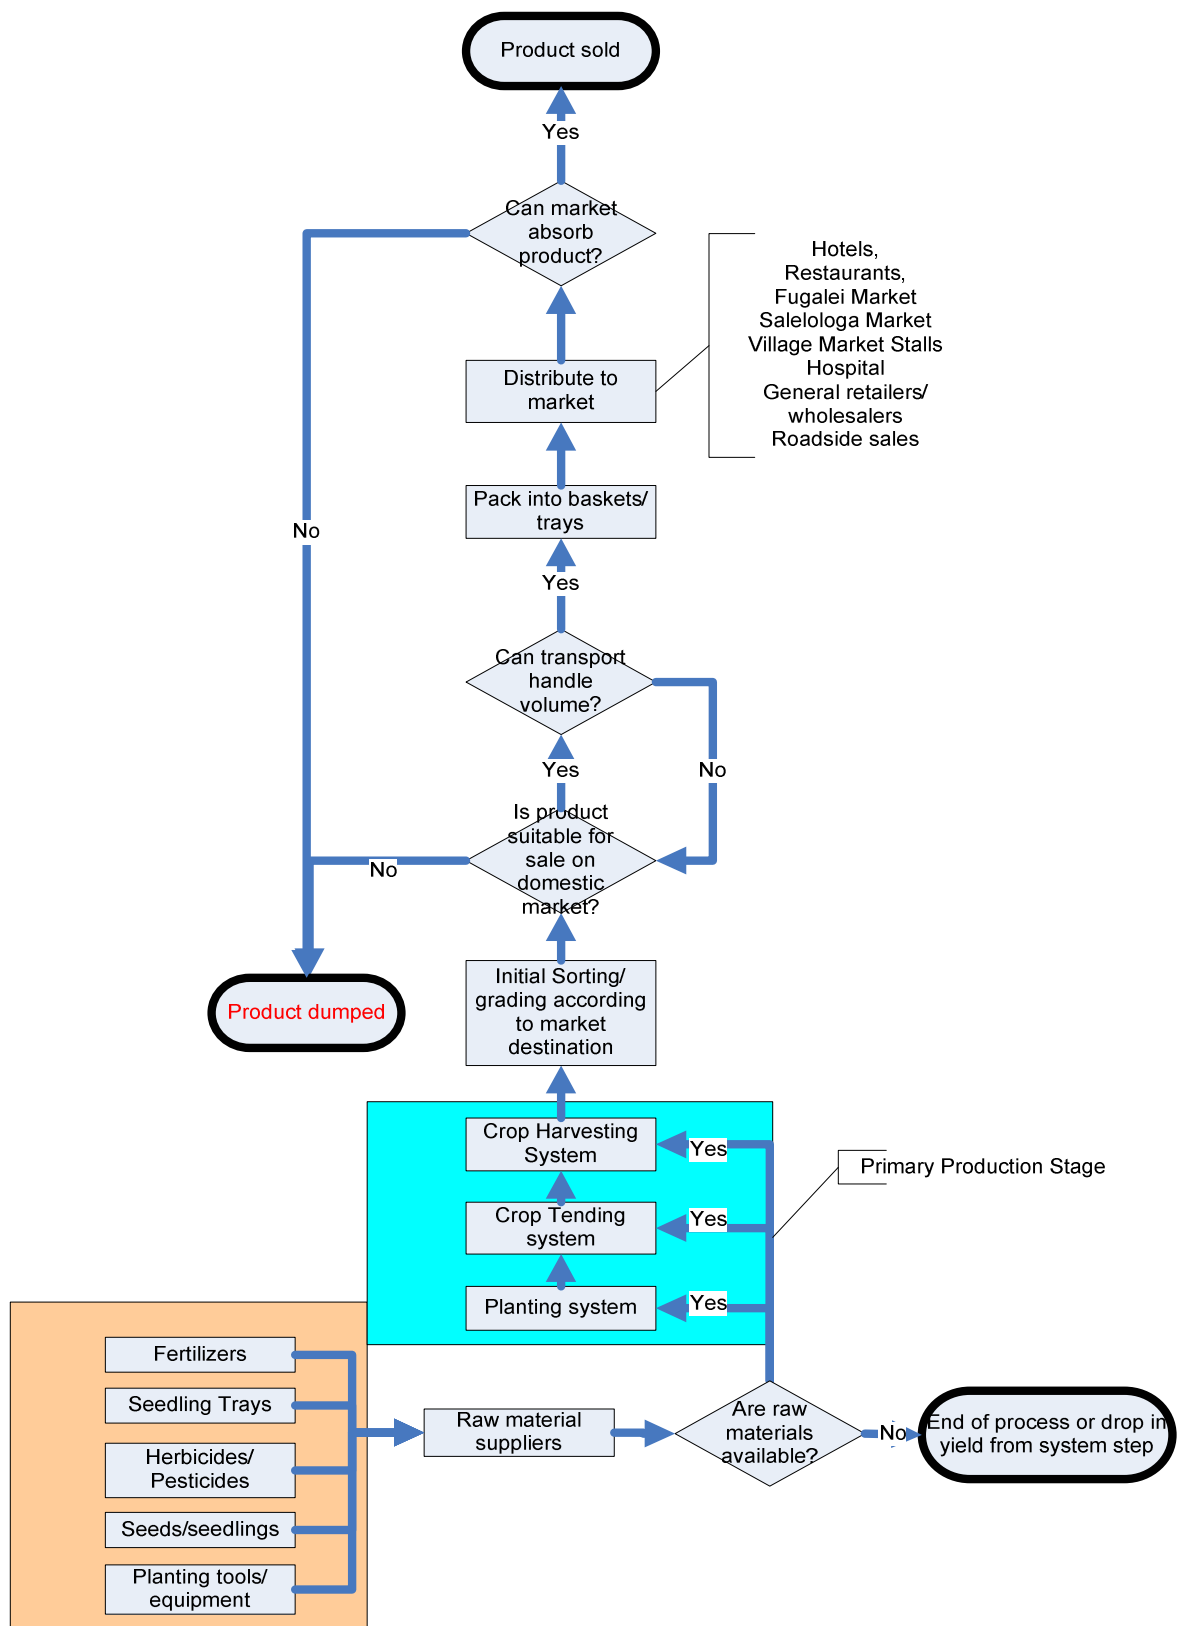 Product sold
Yes
Can market
absorb
product?
Hotels,
Restaurants,
Fugalei Market
Salelologa Market
Village Market Stalls
Hospital
General retailers/
wholesalers
Roadside sales
Distribute to
market
Pack into baskets/
trays
No
Yes
Can transport
handle
volume?
Yes
No
Is product
suitable for
sale on
domestic
market?
No
Initial Sorting/
grading according
to market
destination
Product dumped
Crop Harvesting
System
Yes
Primary Production Stage
Crop Tending
system
Yes
Planting system
Yes
Fertilizers
Seedling Trays
Herbicides/
Pesticides
Seeds/seedlings
Planting tools/
equipment
Raw material
suppliers
Are raw
materials
available?
No
End of process or drop in
yield from system step